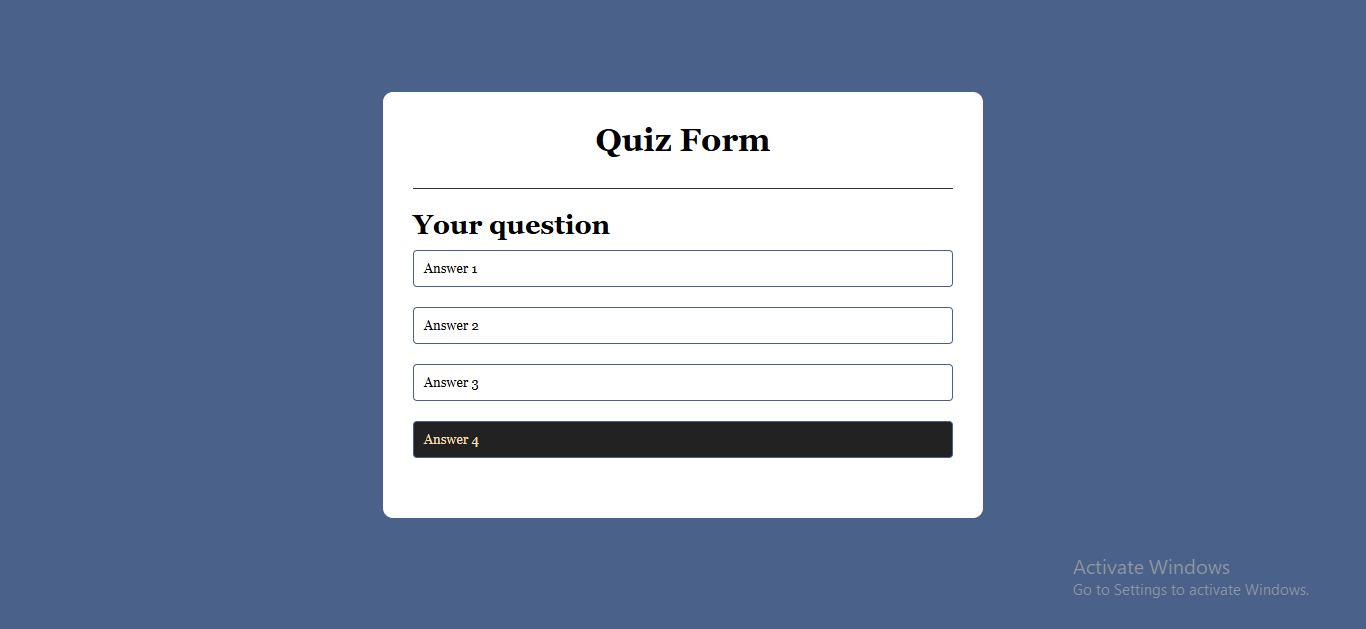 Quiz Form
Your question
Answer 1
Answer 2
Answer 3
Answer 4
Activate Windows
Go to Settings to activate Windows.